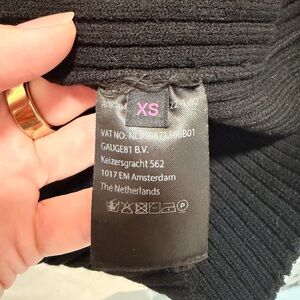 XS
GAUGE81 B.V.
Keizersgracht 562
1017 EM Amsterdam
The Netherlands
VAT NO: